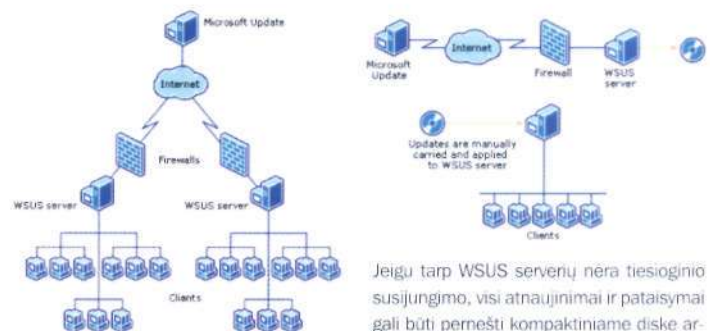 Microsoft Update
Internet
Firewalls
WSUS server
WSUS server
Clients
Microsoft
Update
Internet
Firewall
WSUS
server
Updates are manually
carried and applied
to WSUS server
Clients
Jeigu tarp WSUS serverių nėra tiesioginio
susijungimo, visi atnaujinimai ir pataisymai
gali būti pernešti kompaktiniame diske ar-